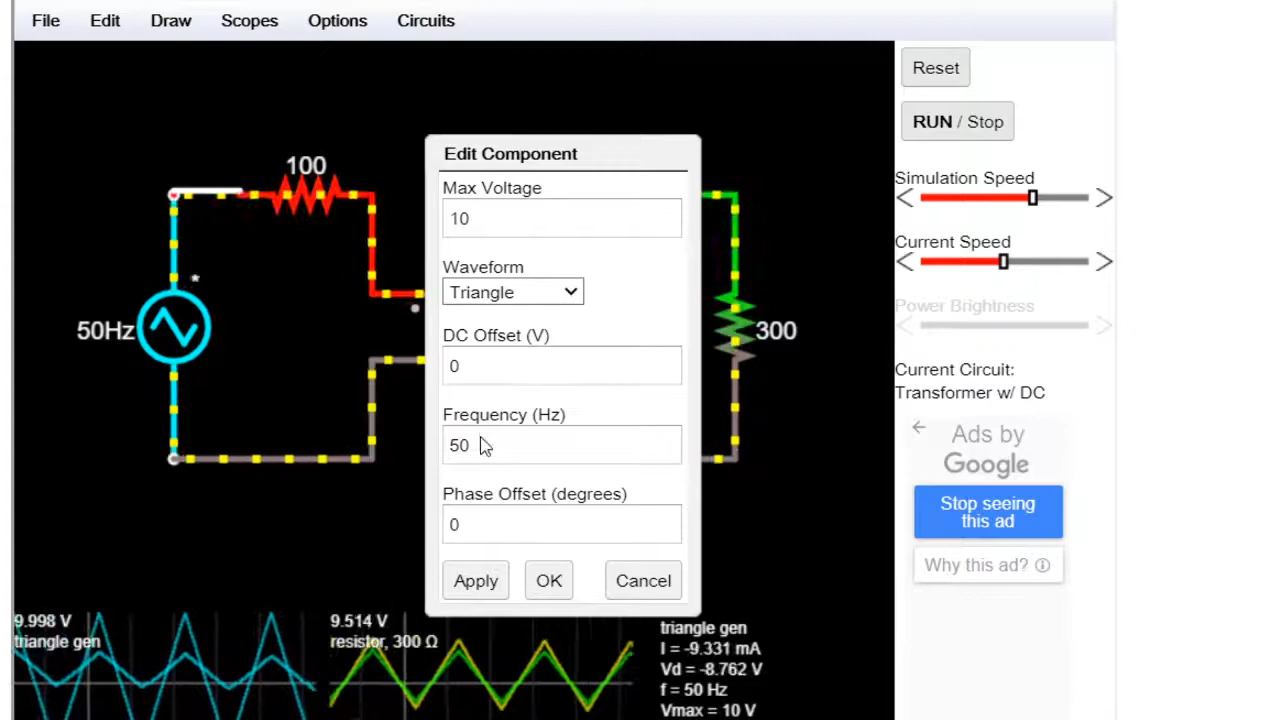 File Edit Draw Scopes Options Circuits
Reset
RUN / Stop
Simulation Speed
Current Speed
Power Brightness
Current Circuit:
Transformer w/ DC
Ads by
Google
Stop seeing
this ad
Why this ad?
100
50Hz
*
300
Edit Component
Max Voltage
10
Waveform
Triangle
DC Offset (V)
0
Frequency (Hz)
50
Phase Offset (degrees)
0
Apply OK Cancel
9.998 V
triangle gen
9.514 V
resistor, 300 Ω
triangle gen
I = -9.331 mA
Vd = -8.762 V
f = 50 Hz
Vmax = 10 V